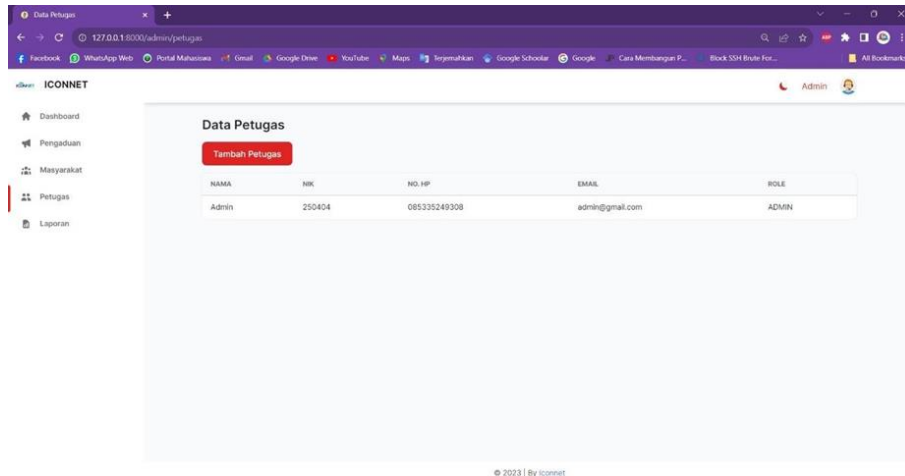 Data Petugas
127.0.0.1:8000/admin/petugas
Facebook WhatsApp Web Portal Mahasiswa Gmail Google Drive YouTube Maps Terjemahkan Google Schoolar Google Cara Membangun P... Block SSH Brute For... All Bookmarks
ICONNET
Admin
Dashboard
Pengaduan
Masyarakat
Petugas
Laporan
Data Petugas
Tambah Petugas
NAMA NIK NO. HP EMAIL ROLE
Admin 250404 085335249308 admin@gmail.com ADMIN
© 2023 | By Iconnet